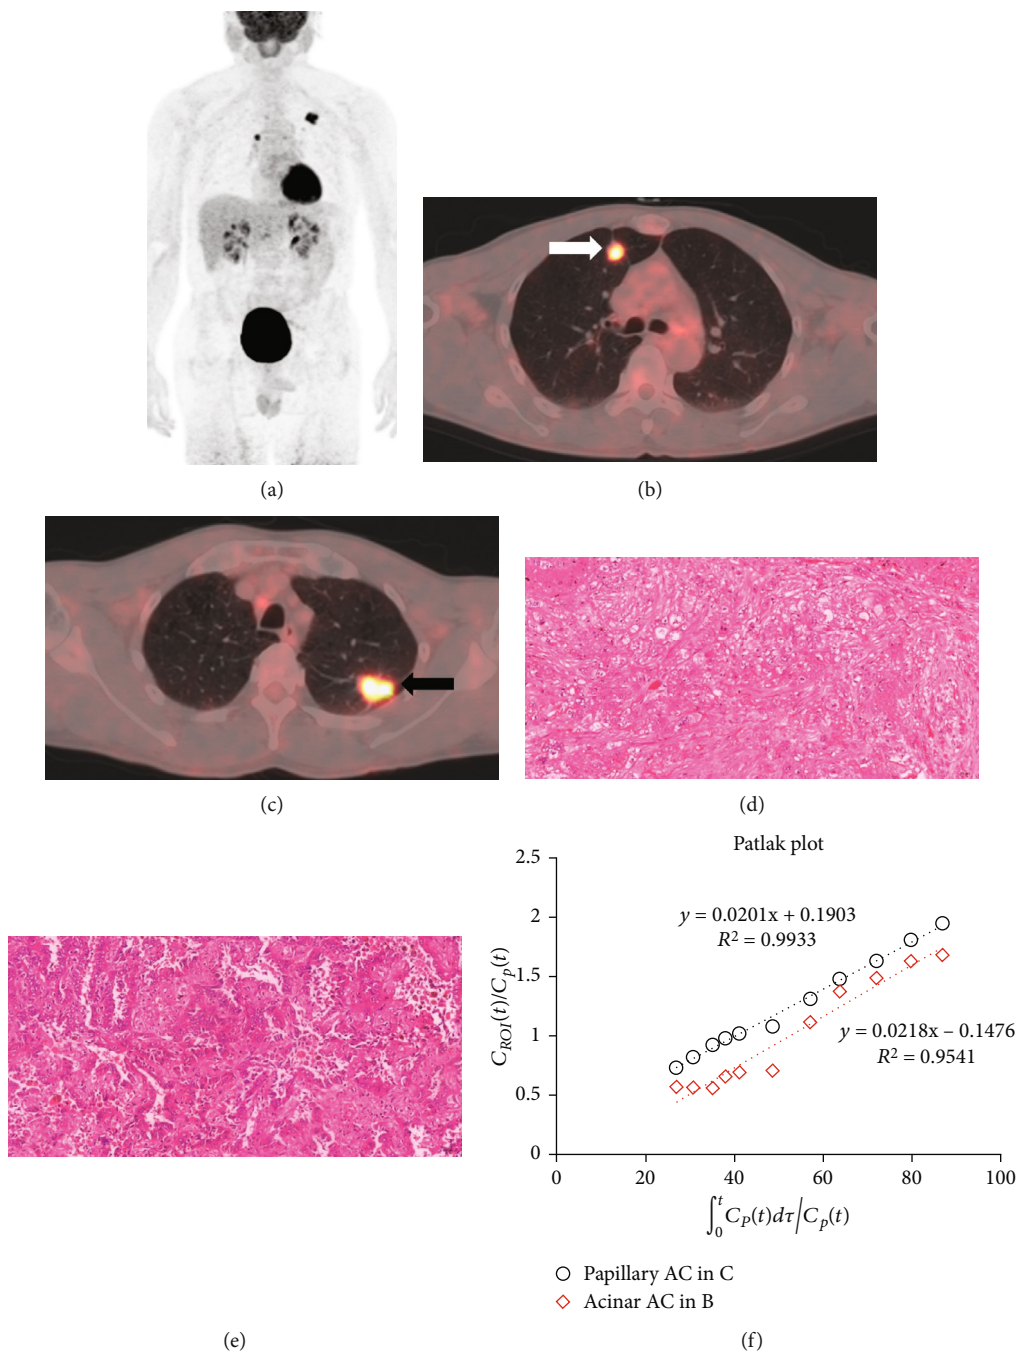 (a)
(b)
(c)
(d)
Patlak plot
2.5
2
1.5
1
0.5
0
C_ROI(t)/C_p(t)
y = 0.0201x + 0.1903
R² = 0.9933
y = 0.0218x − 0.1476
R² = 0.9541
0 20 40 60 80 100
∫₀ᵗ C_P(t)dτ/C_p(t)
Papillary AC in C
Acinar AC in B
(e)
(f)